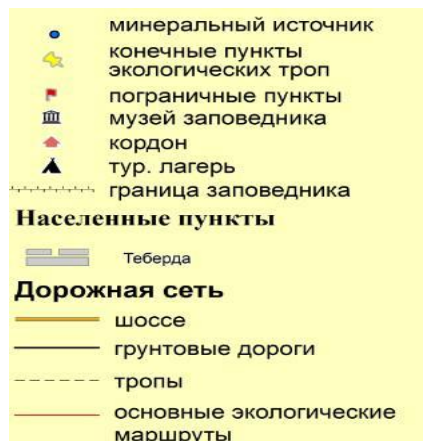 минеральный источник
конечные пункты
экологических троп
пограничные пункты
музей заповедника
кордон
тур. лагерь
граница заповедника
Населенные пункты
Теберда
Дорожная сеть
шоссе
грунтовые дороги
тропы
основные экологические
маршруты